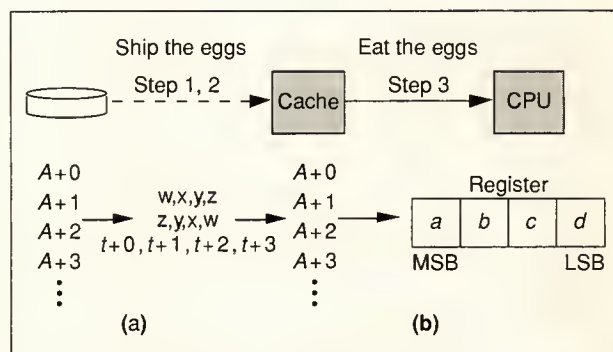 Ship the eggs Eat the eggs
Step 1, 2 Cache Step 3 CPU
A+0 A+0
A+1 w,x,y,z A+1 Register
A+2 z,y,x,w A+2 a b c d
A+3 t+0, t+1, t+2, t+3 A+3 MSB LSB
(a) (b)